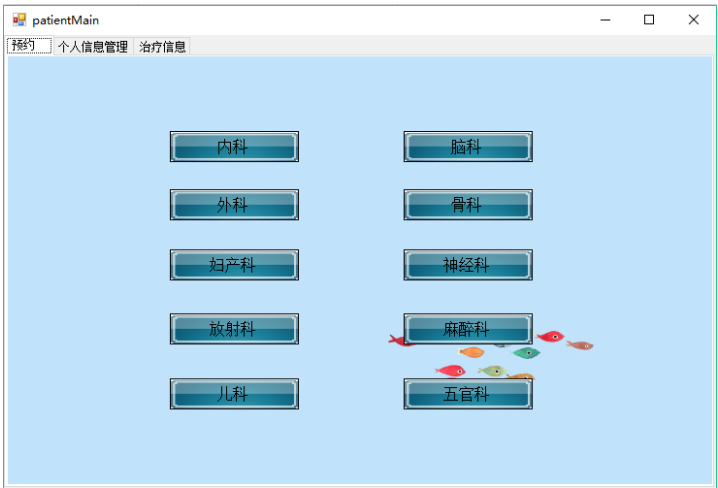 patientMain
预约 个人信息管理 治疗信息
内科 脑科
外科 骨科
妇产科 神经科
放射科 麻醉科
儿科 五官科